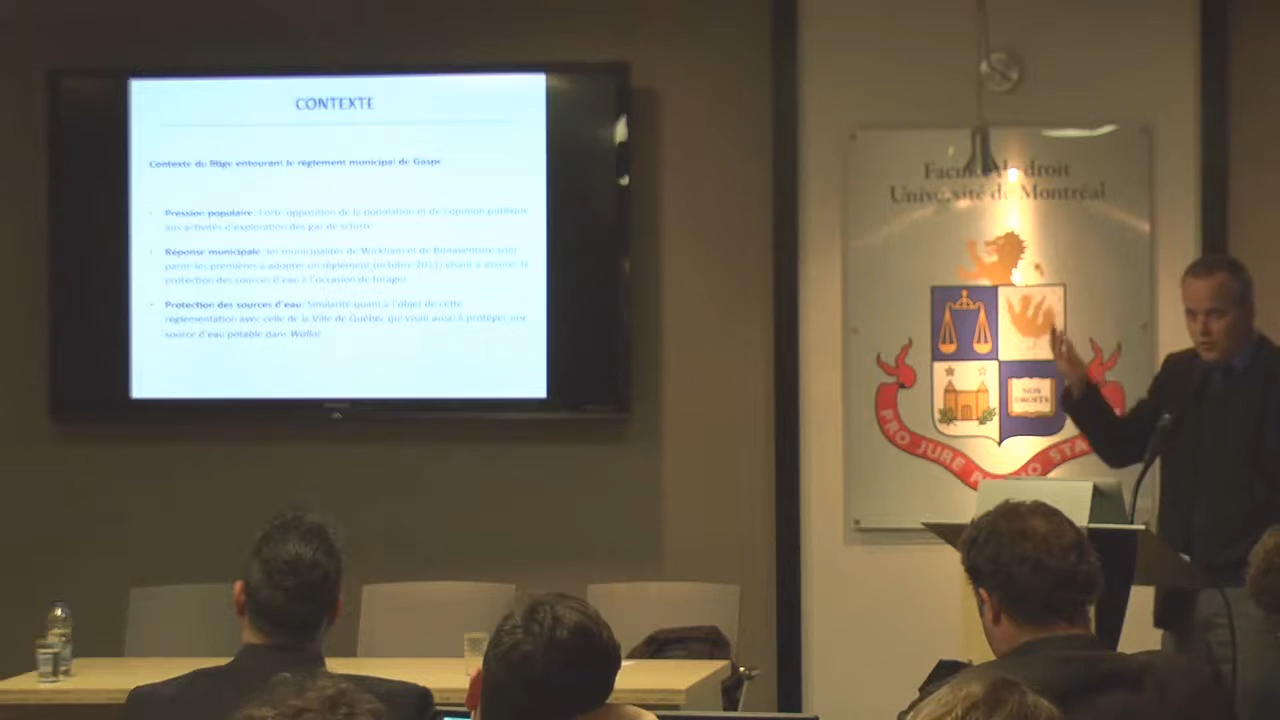 CONTEXTE
Contexte du litige entourant le règlement municipal de Gaspé
Pression populaire: Forte opposition de la population et de l'opinion publique
aux activités d'exploration des gaz de schiste
Réponse municipale: les municipalités de Wickham et de Bonaventure sont
parmi les premières à adopter un règlement (octobre 2011) visant à assurer la
protection des sources d'eau à l'occasion de forages
Protection des sources d'eau: Similarité quant à l'objet de cette
réglementation avec celle de la Ville de Québec qui visait aussi à protéger une
source d'eau potable dans Wallot
Faculté de droit
Université de Montréal
NOS
DROITS
PRO JURE STA